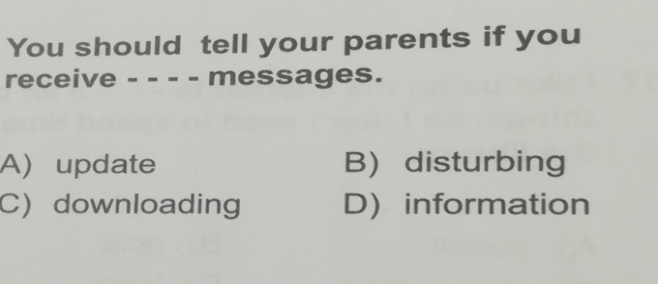 You should tell your parents if you
receive - - - - messages.
A) update B) disturbing
C) downloading D) information